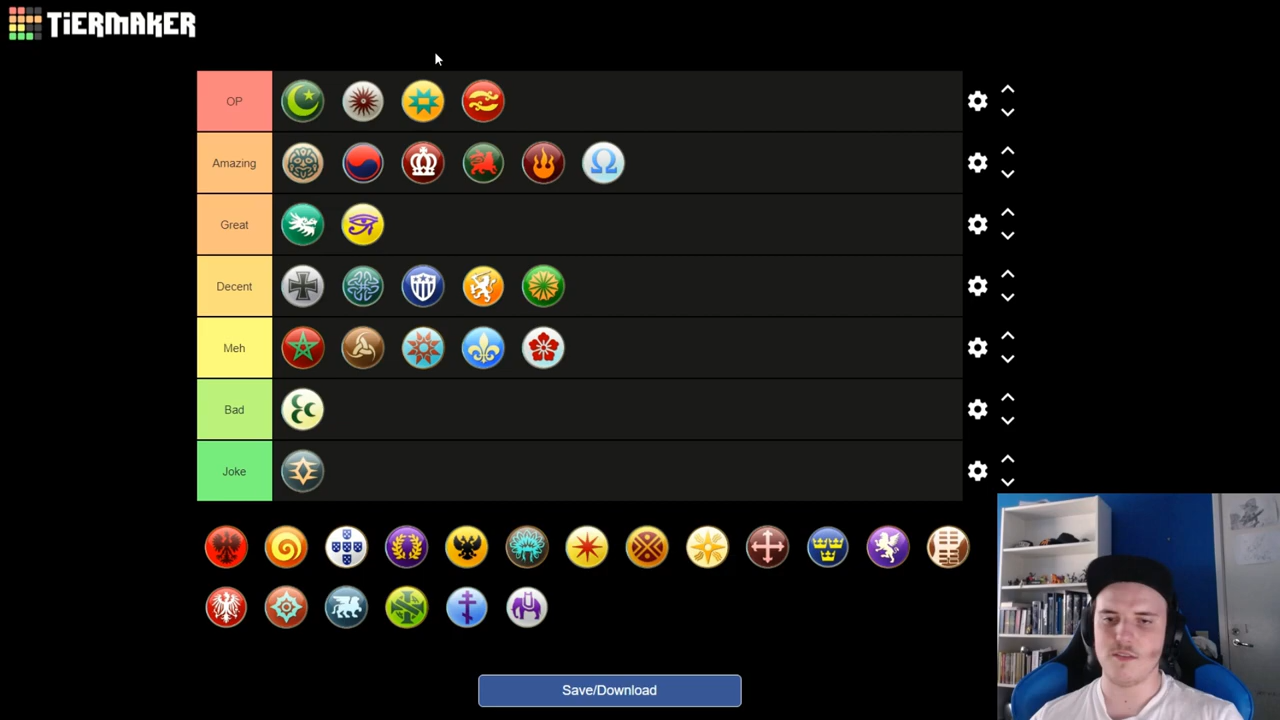 TiERMAKER
OP
Amazing
Great
Decent
Meh
Bad
Joke
Save/Download